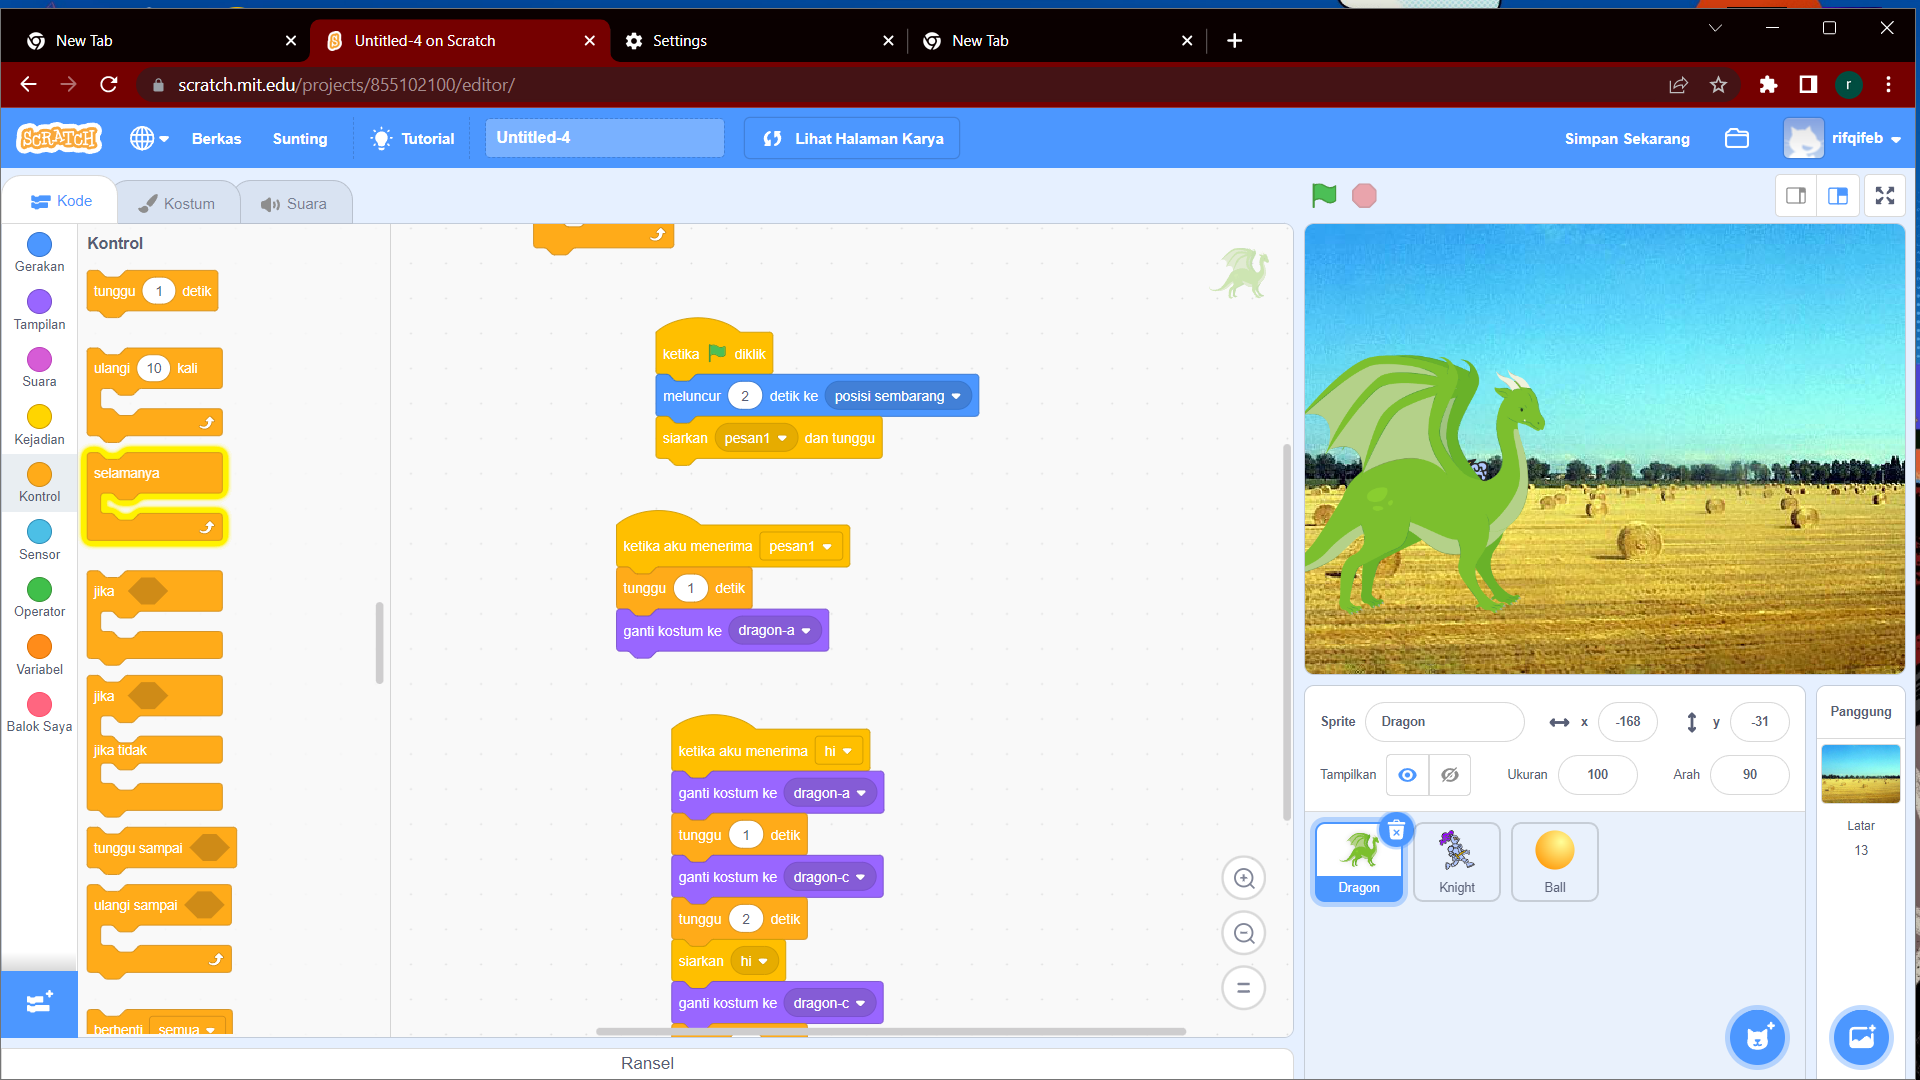 New Tab
Untitled-4 on Scratch
Settings
New Tab
scratch.mit.edu/projects/855102100/editor/
r
SCRATCH
Berkas
Sunting
Tutorial
Untitled-4
Lihat Halaman Karya
Simpan Sekarang
rifqifeb
Kode
Kostum
Suara
Gerakan
Tampilan
Suara
Kejadian
Kontrol
Sensor
Operator
Variabel
Balok Saya
Kontrol
tunggu 1 detik
ulangi 10 kali
selamanya
jika
jika
jika tidak
tunggu sampai
ulangi sampai
berhenti semua
ketika diklik
meluncur 2 detik ke posisi sembarang
siarkan pesan1 dan tunggu
ketika aku menerima pesan1
tunggu 1 detik
ganti kostum ke dragon-a
ketika aku menerima hi
ganti kostum ke dragon-a
tunggu 1 detik
ganti kostum ke dragon-c
tunggu 2 detik
siarkan hi
ganti kostum ke dragon-c
Ransel
Sprite Dragon x -168 y -31
Tampilkan Ukuran 100 Arah 90
Dragon
Knight
Ball
Panggung
Latar
13